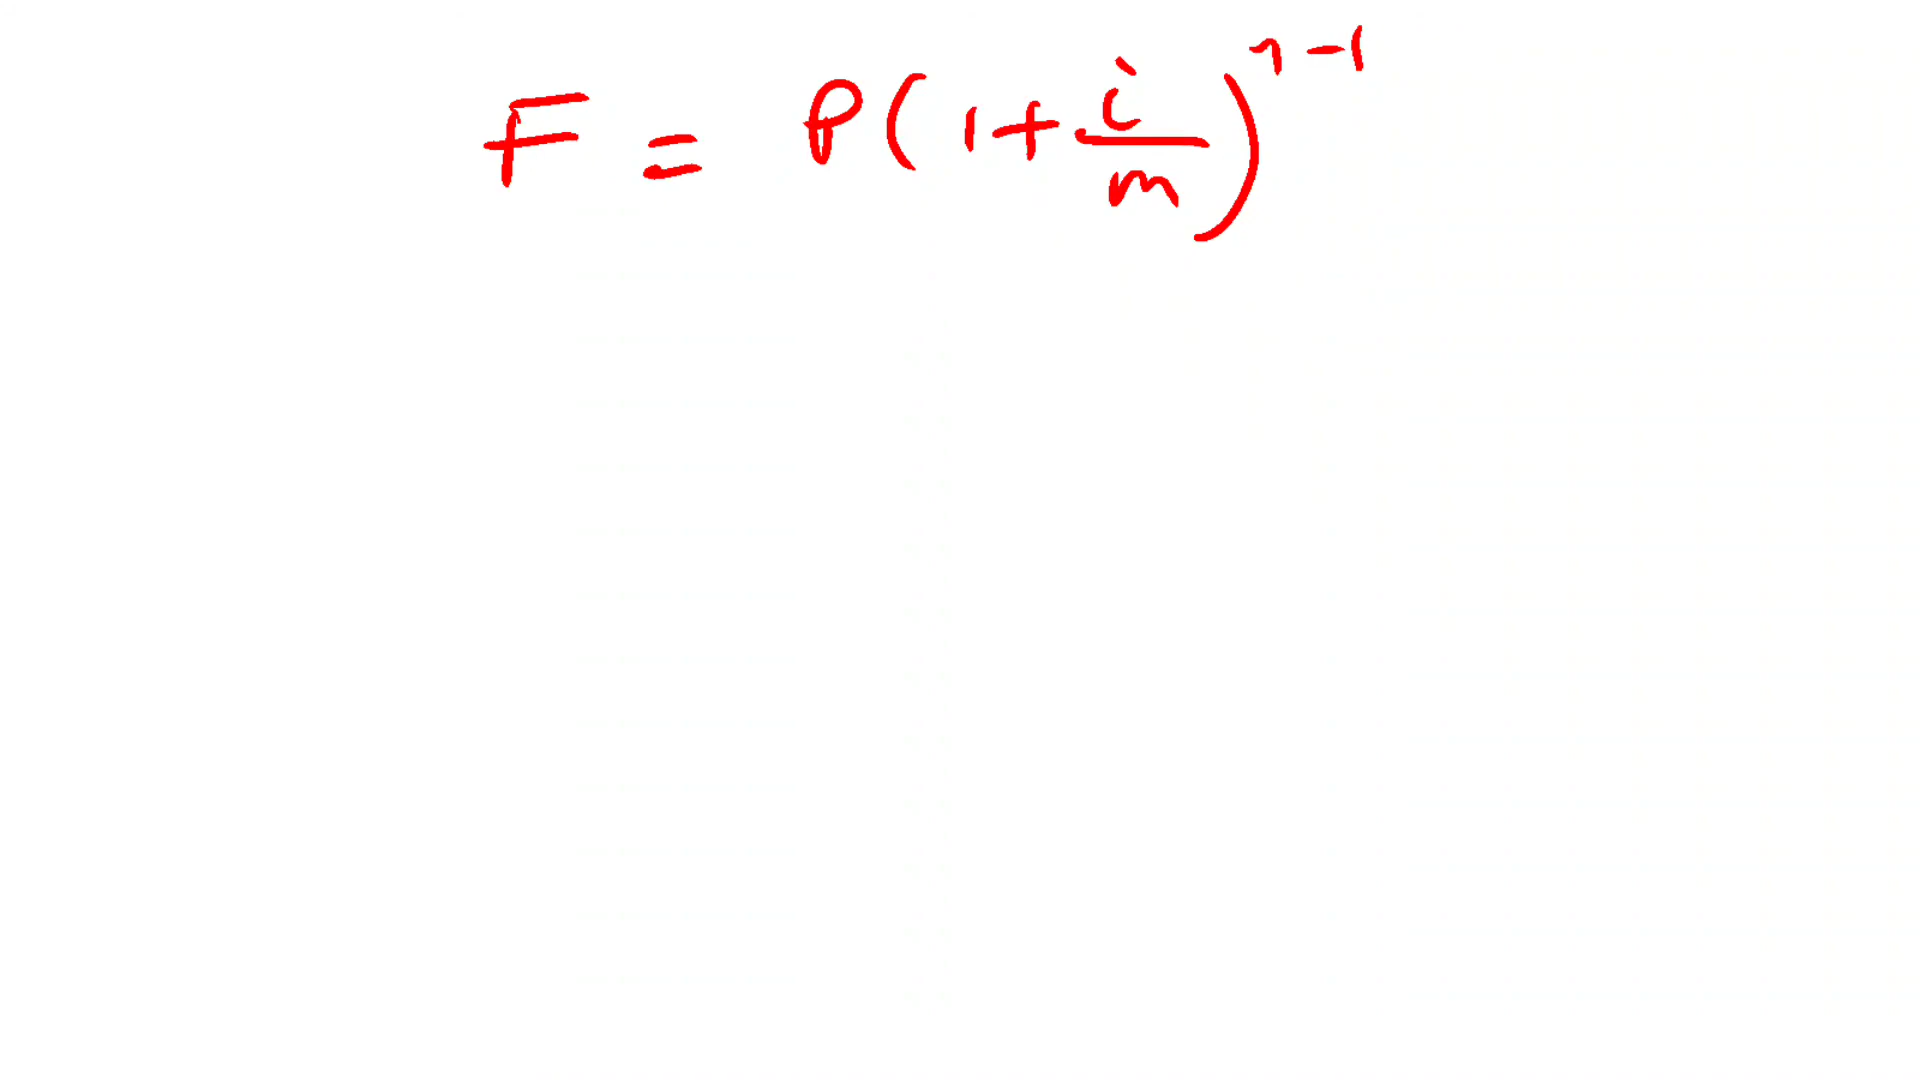 F = P(1+i/m)^n-1